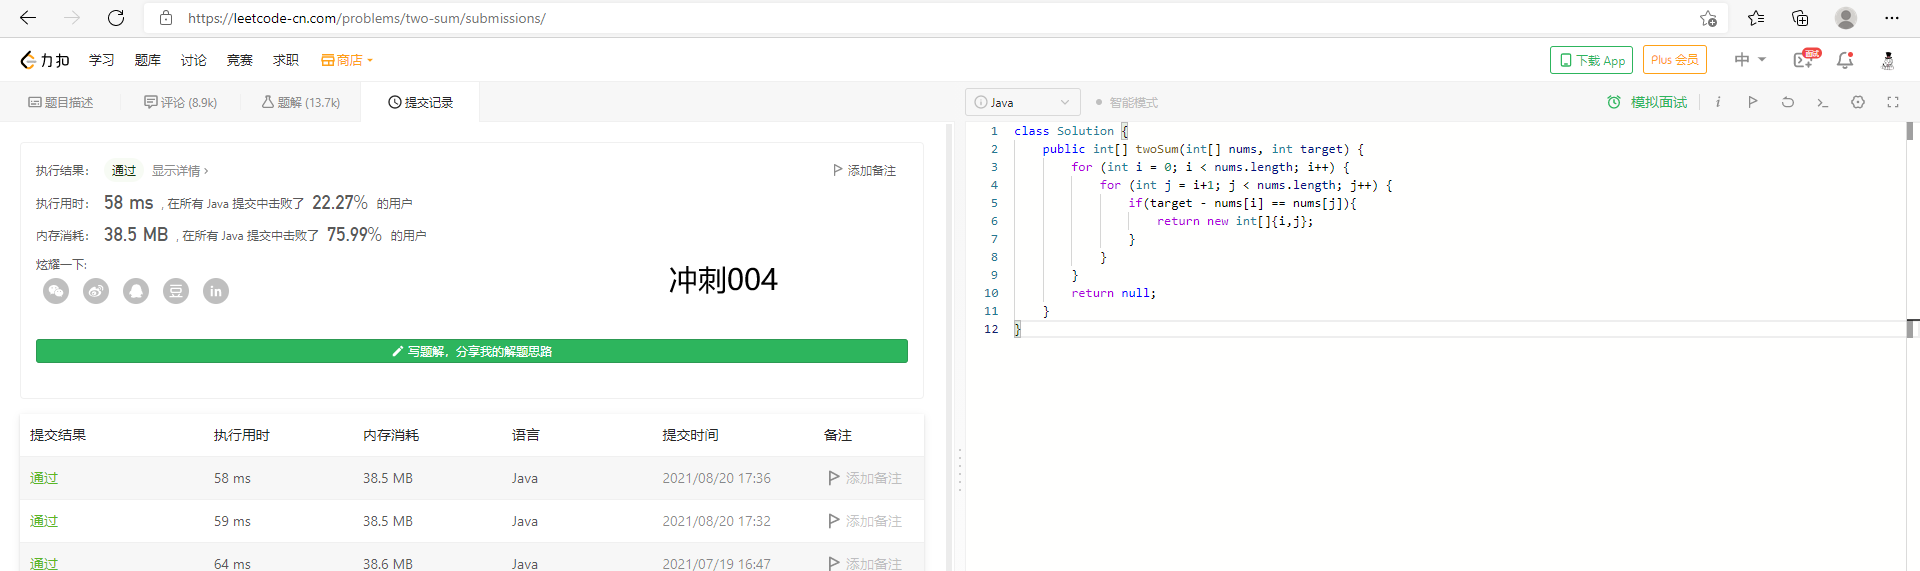 https://leetcode-cn.com/problems/two-sum/submissions/
力扣 学习 题库 讨论 竞赛 求职 商店 下载 App Plus 会员 中 面试
题目描述 评论 (8.9k) 题解 (13.7k) 提交记录
Java 智能模式 模拟面试 i
执行结果: 通过 显示详情 › 添加备注
执行用时: 58 ms , 在所有 Java 提交中击败了 22.27% 的用户
内存消耗: 38.5 MB , 在所有 Java 提交中击败了 75.99% 的用户
炫耀一下:
豆 in
冲刺004
写题解，分享我的解题思路
提交结果 执行用时 内存消耗 语言 提交时间 备注
通过 58 ms 38.5 MB Java 2021/08/20 17:36 添加备注
通过 59 ms 38.5 MB Java 2021/08/20 17:32 添加备注
通过 64 ms 38.6 MB Java 2021/07/19 16:47 添加备注
1 class Solution {
2 public int[] twoSum(int[] nums, int target) {
3 for (int i = 0; i < nums.length; i++) {
4 for (int j = i+1; j < nums.length; j++) {
5 if(target - nums[i] == nums[j]){
6 return new int[]{i,j};
7 }
8 }
9 }
10 return null;
11 }
12 }